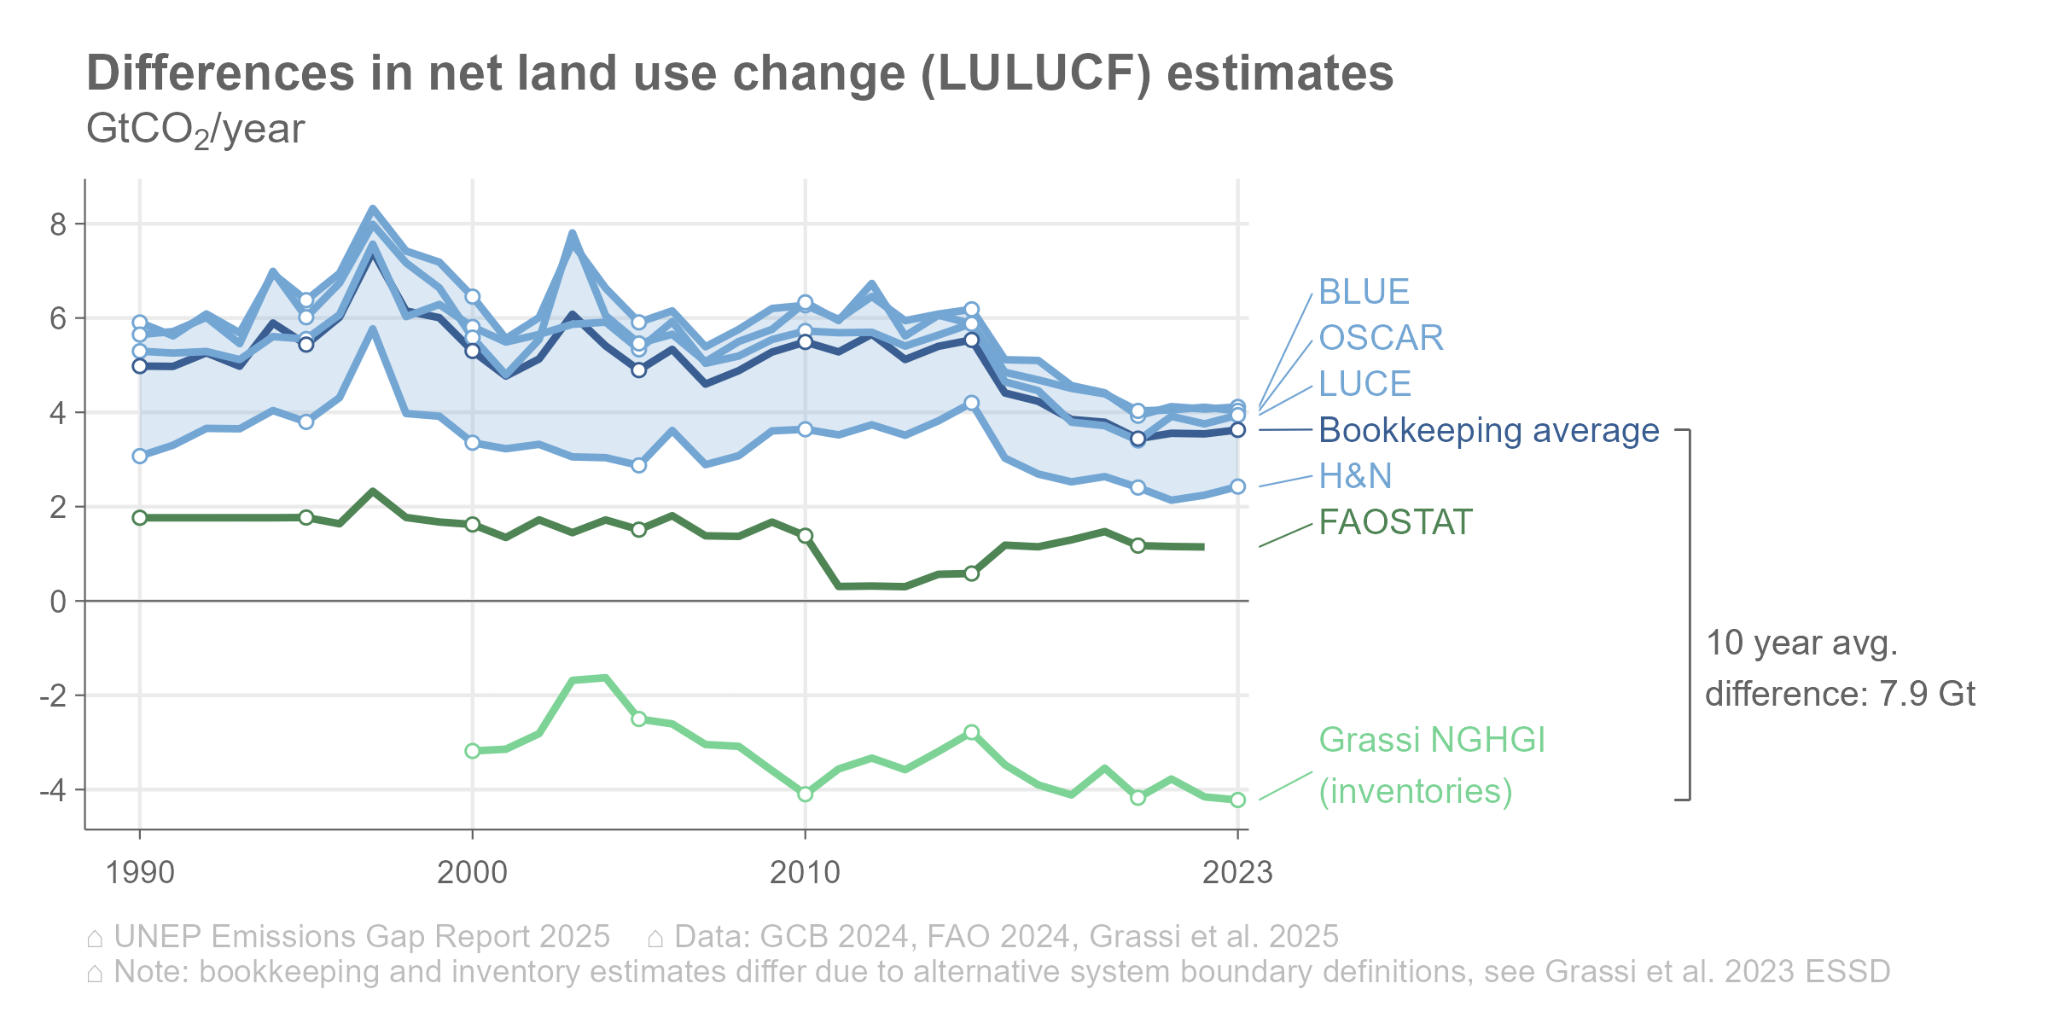 Differences in net land use change (LULUCF) estimates
GtCO₂/year
8
6
4
2
0
-2
-4
1990
2000
2010
2023
BLUE
OSCAR
LUCE
Bookkeeping average
H&N
FAOSTAT
Grassi NGHGI
(inventories)
10 year avg.
difference: 7.9 Gt
⌂ UNEP Emissions Gap Report 2025 ⌂ Data: GCB 2024, FAO 2024, Grassi et al. 2025
⌂ Note: bookkeeping and inventory estimates differ due to alternative system boundary definitions, see Grassi et al. 2023 ESSD